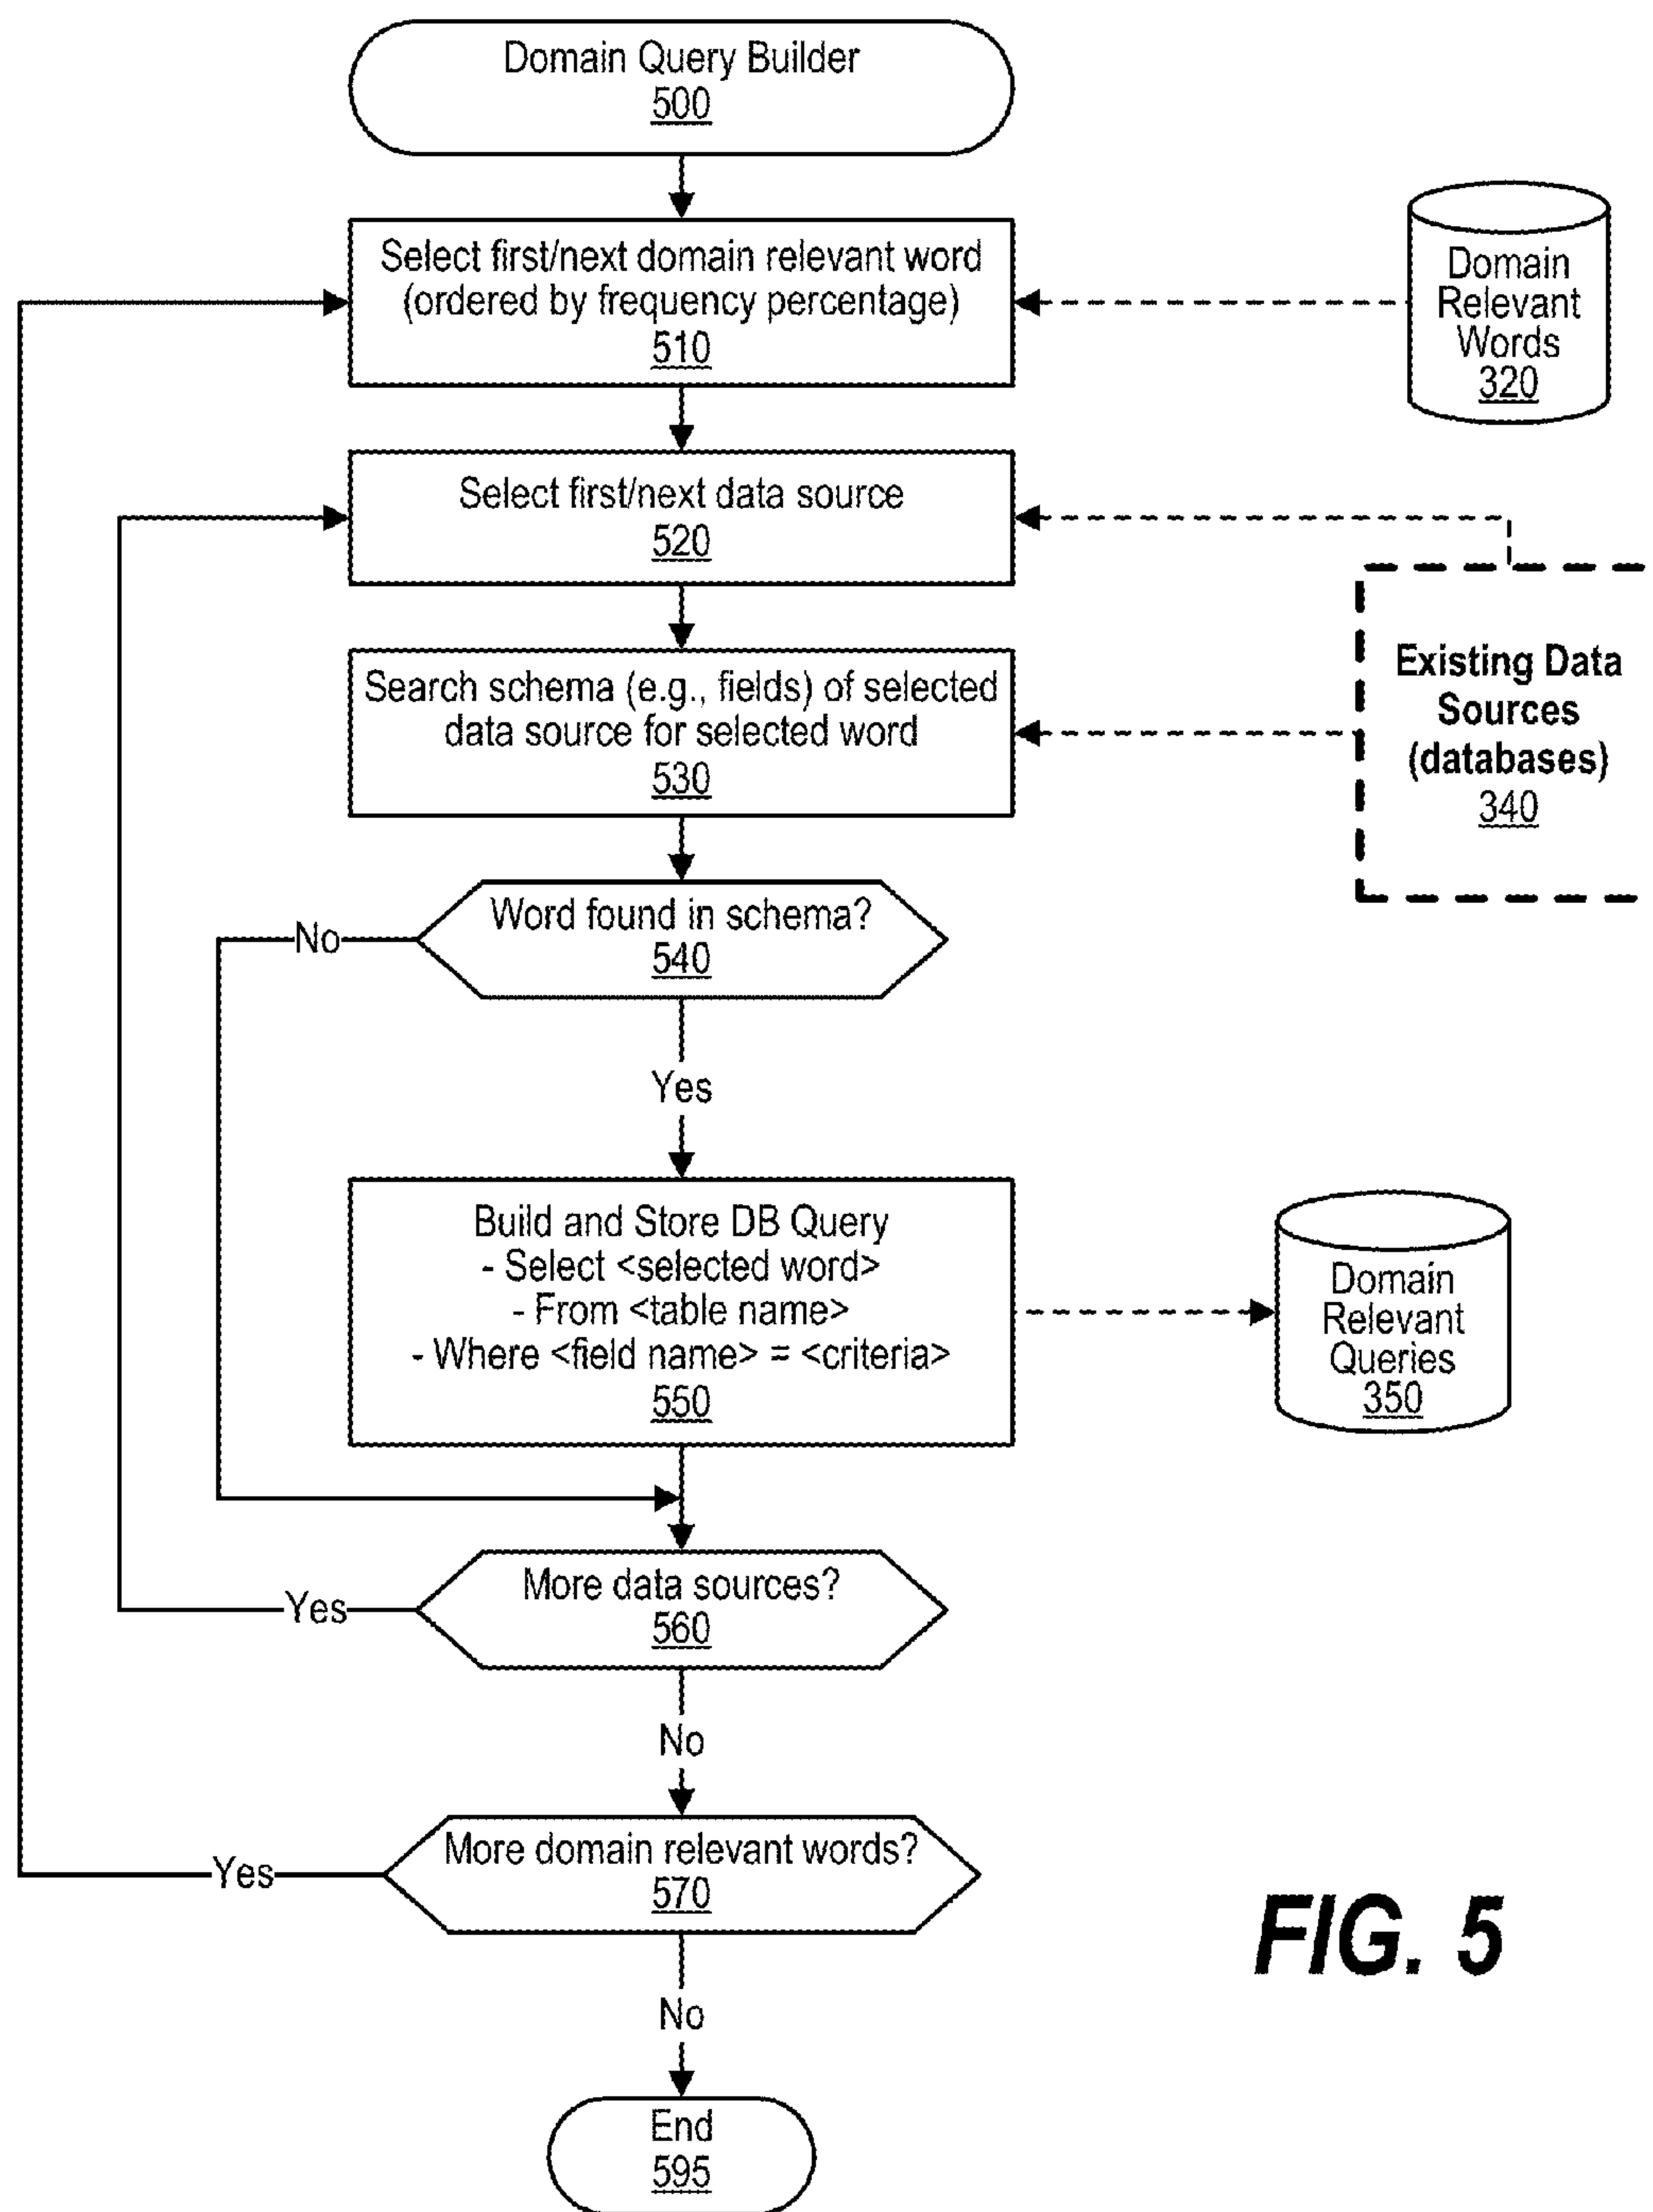 Domain Query Builder
500
Select first/next domain relevant word
(ordered by frequency percentage)
510
Domain
Relevant
Words
320
Select first/next data source
520
Search schema (e.g., fields) of selected
data source for selected word
530
Existing Data
Sources
(databases)
340
Word found in schema?
540
No
Yes
Build and Store DB Query
- Select <selected word>
- From <table name>
- Where <field name> = <criteria>
550
Domain
Relevant
Queries
350
More data sources?
560
Yes
No
More domain relevant words?
570
Yes
No
FIG. 5
End
595